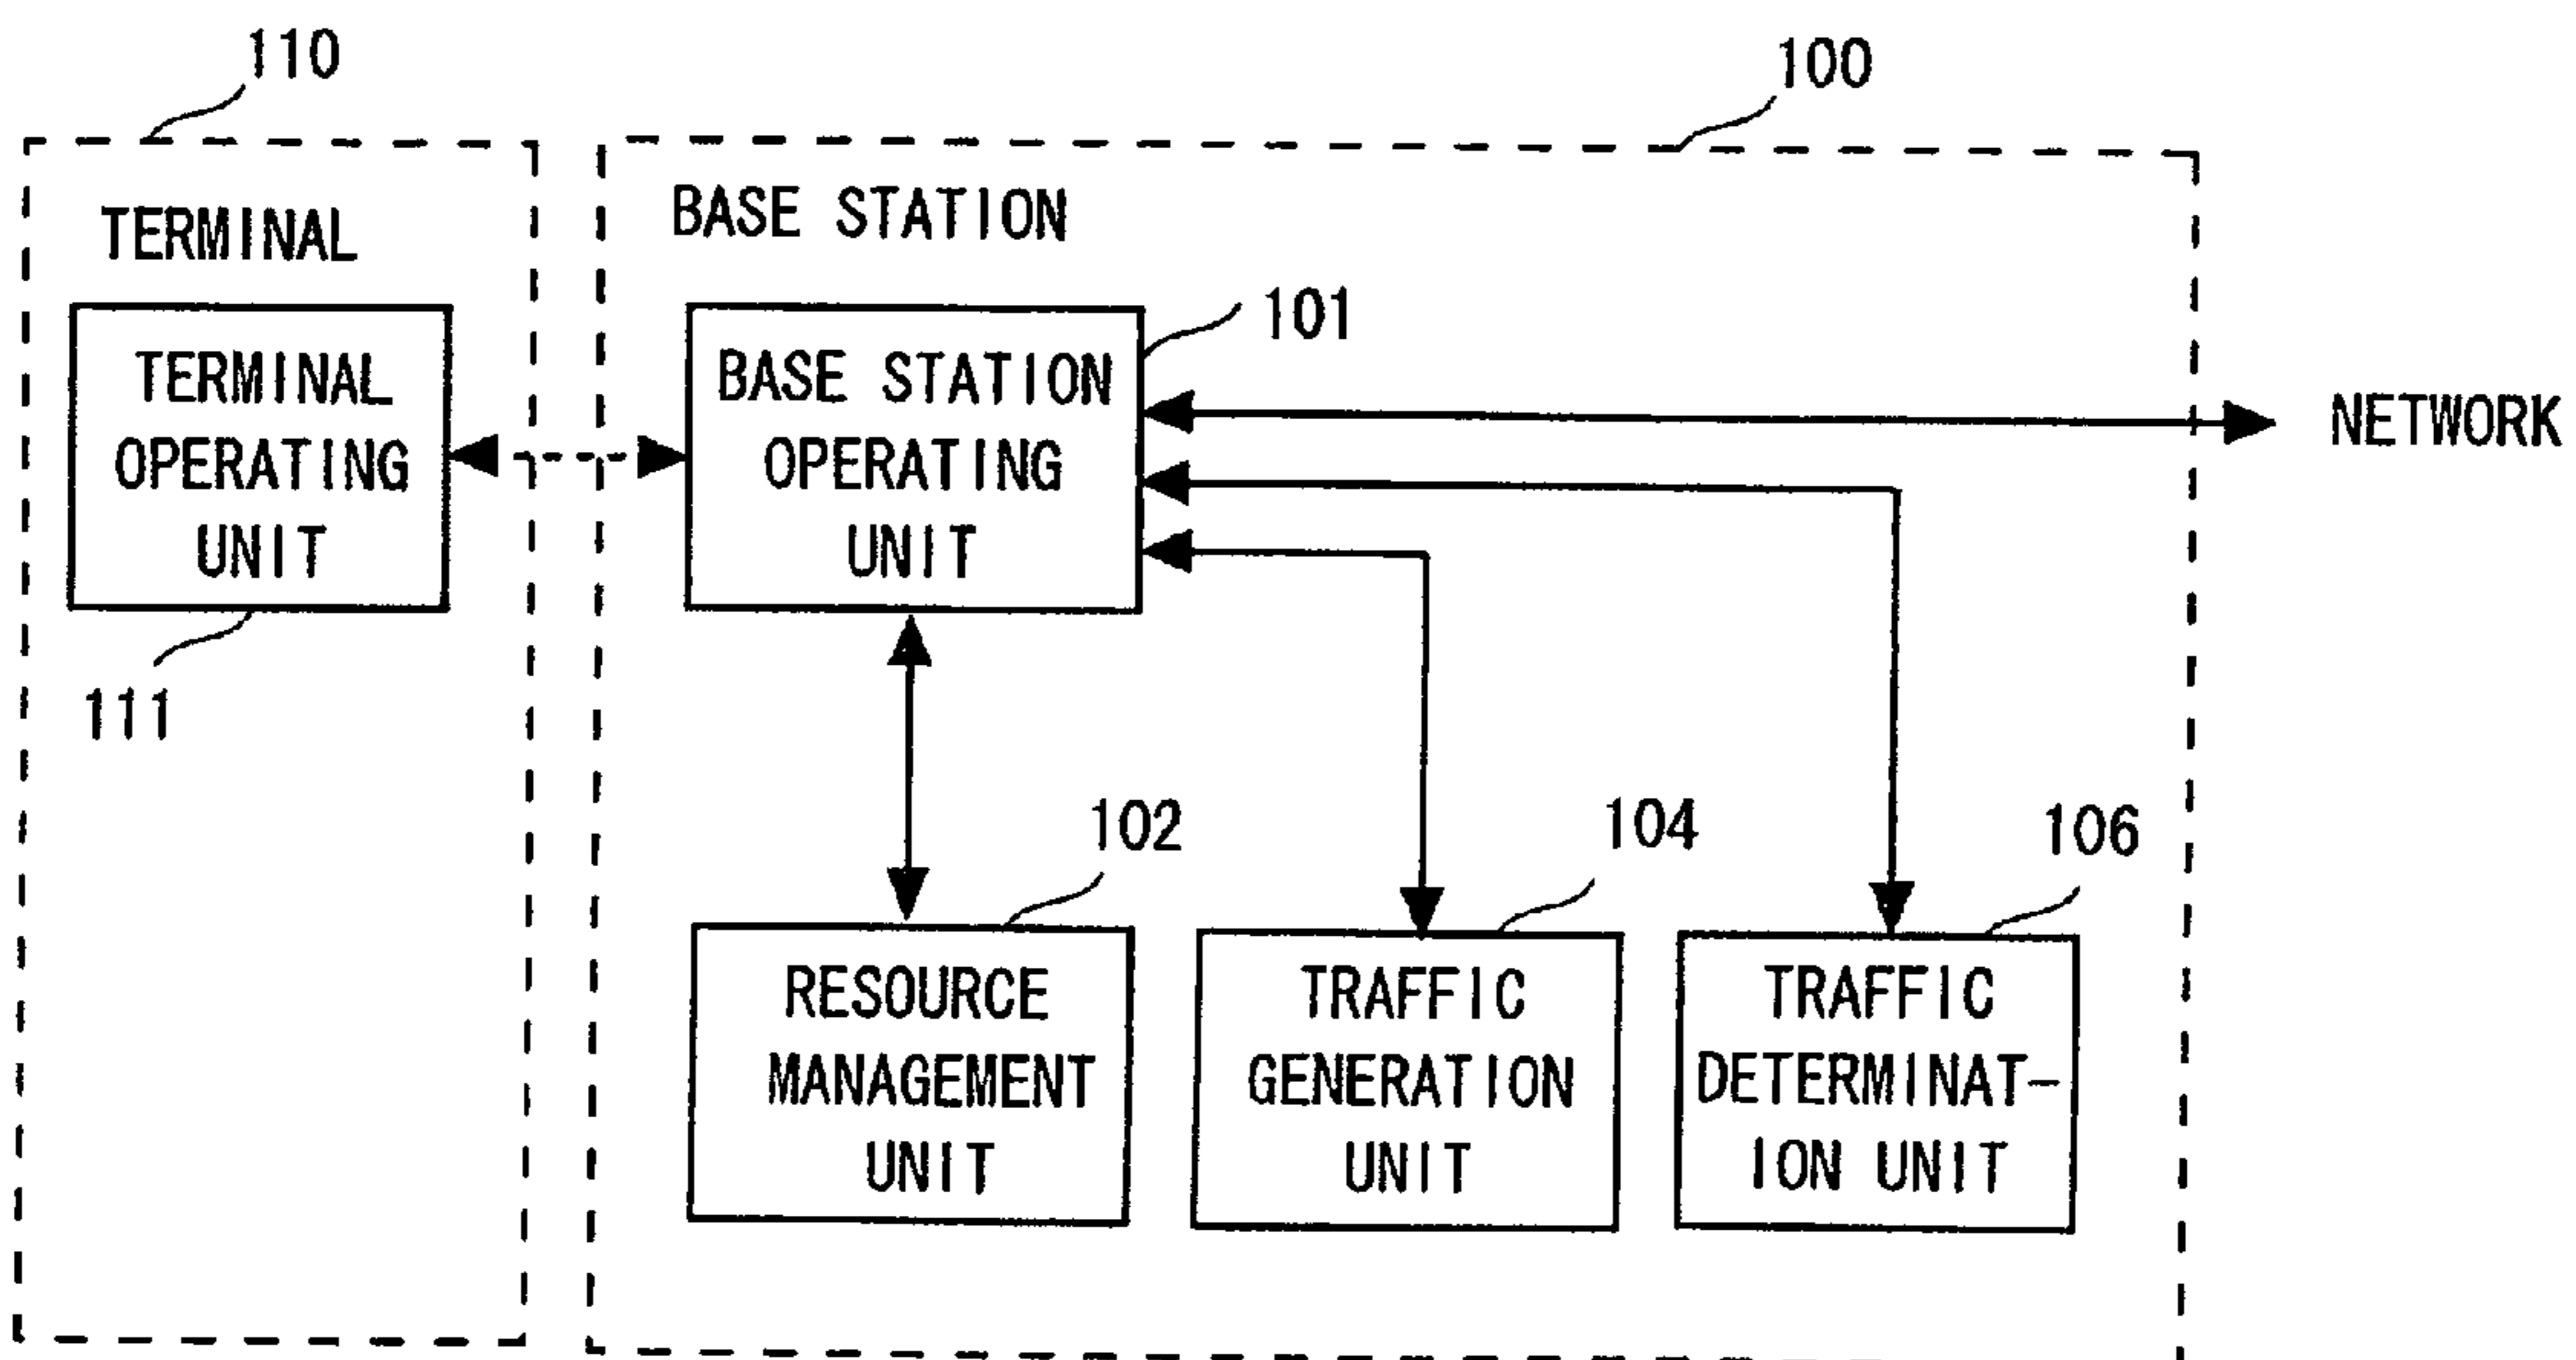 110
100
TERMINAL
BASE STATION
101
TERMINAL
OPERATING
UNIT
BASE STATION
OPERATING
UNIT
NETWORK
111
102
104
106
RESOURCE
MANAGEMENT
UNIT
TRAFFIC
GENERATION
UNIT
TRAFFIC
DETERMINAT-
ION UNIT